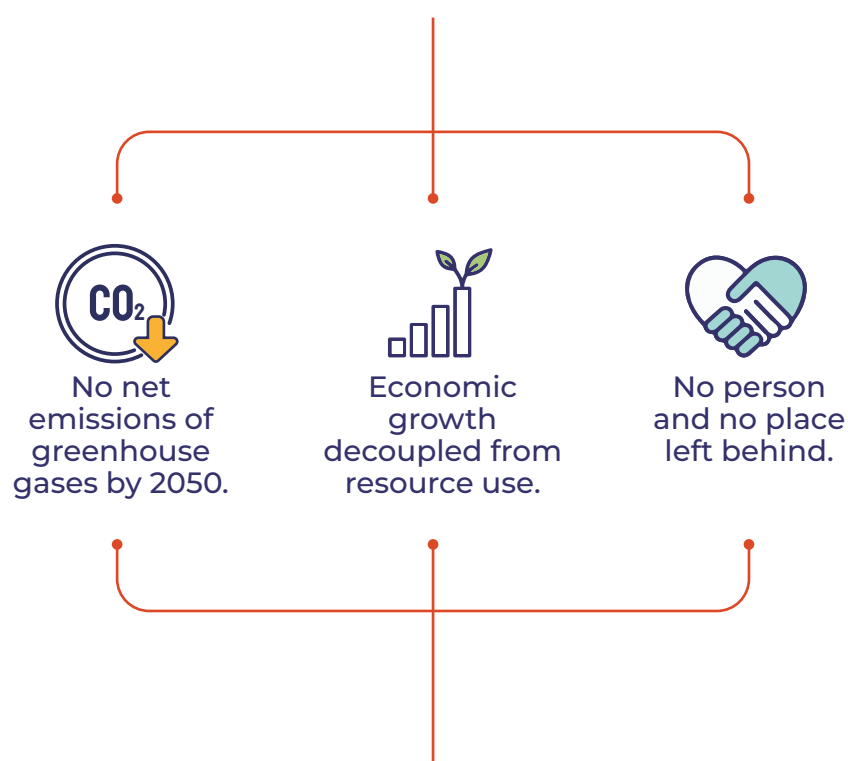 CO₂
No net
emissions of
greenhouse
gases by 2050.
Economic
growth
decoupled from
resource use.
No person
and no place
left behind.